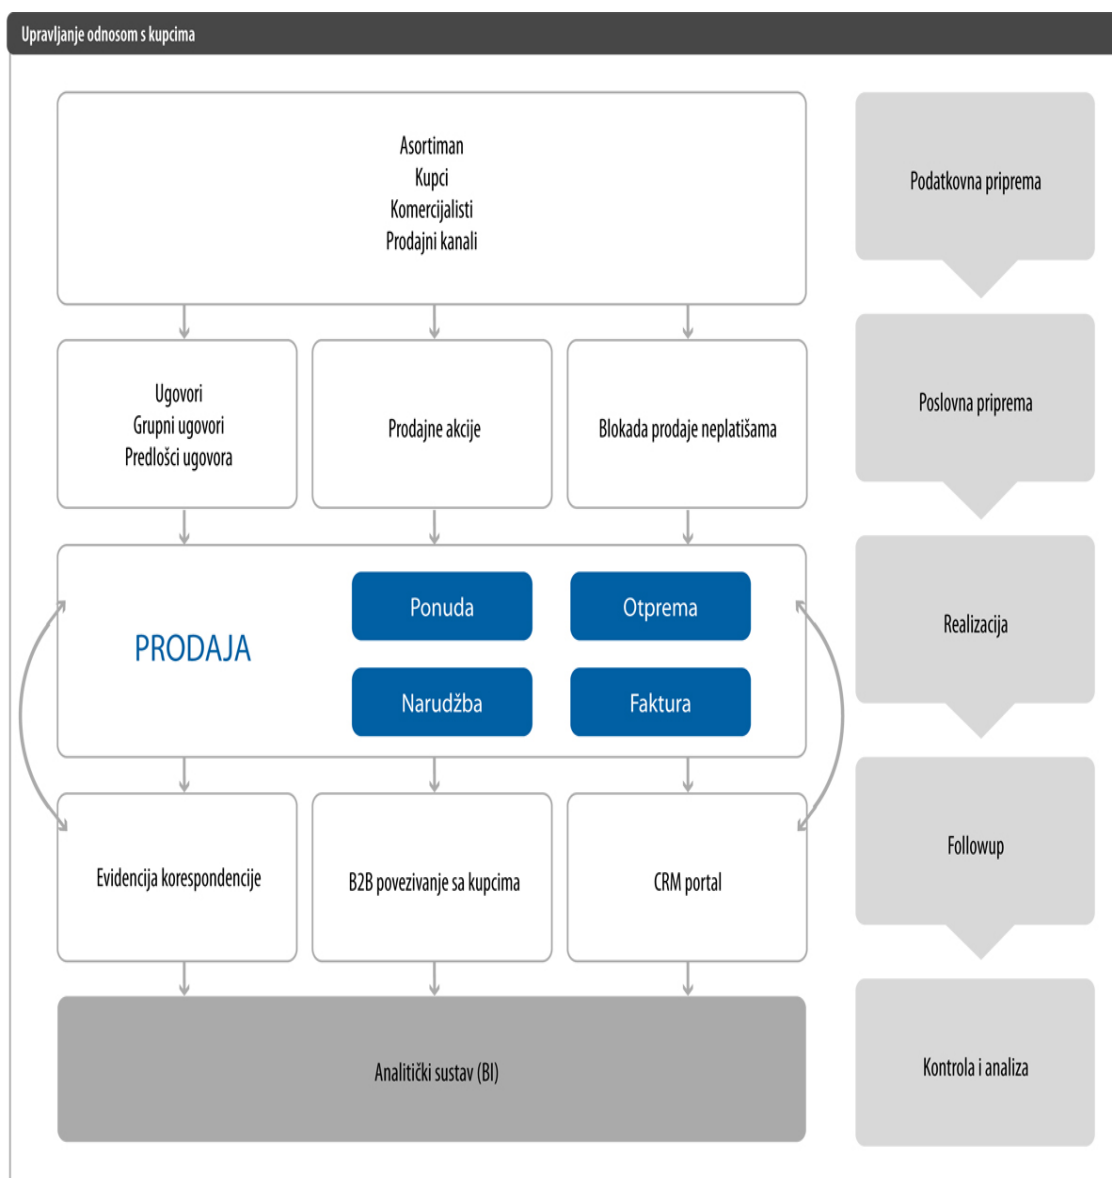 Upravljanje odnosom s kupcima
Asortiman
Kupci
Komercijalisti
Prodajni kanali
Podatkovna priprema
Ugovori
Grupni ugovori
Predlošci ugovora
Prodajne akcije
Blokada prodaje neplatišama
Poslovna priprema
PRODAJA
Ponuda
Otprema
Narudžba
Faktura
Realizacija
Evidencija korespondencije
B2B povezivanje sa kupcima
CRM portal
Followup
Analitički sustav (BI)
Kontrola i analiza